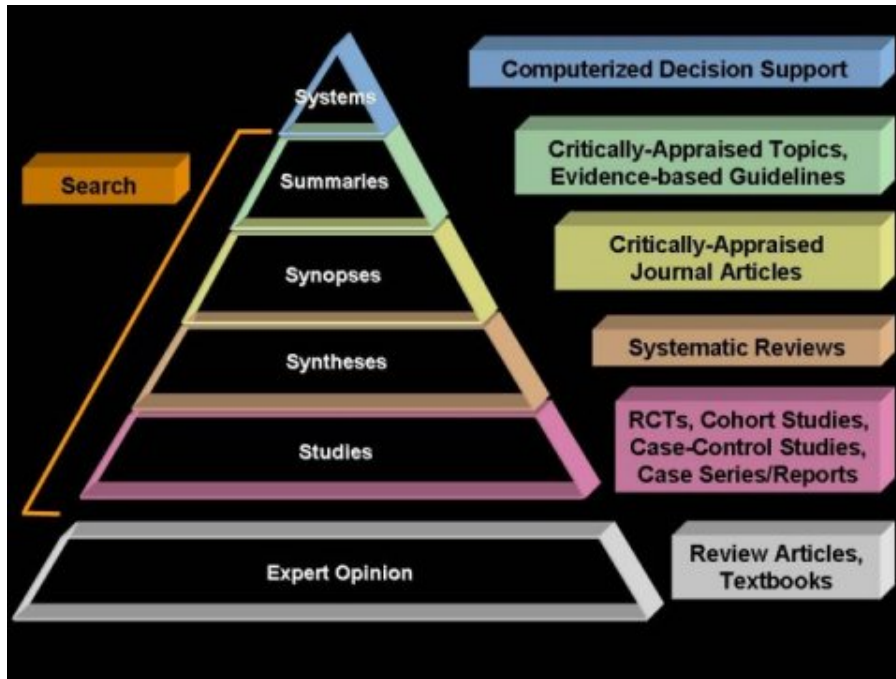 Systems
Computerized Decision Support
Search
Summaries
Critically-Appraised Topics,
Evidence-based Guidelines
Synopses
Critically-Appraised
Journal Articles
Syntheses
Systematic Reviews
Studies
RCTs, Cohort Studies,
Case-Control Studies,
Case Series/Reports
Expert Opinion
Review Articles,
Textbooks